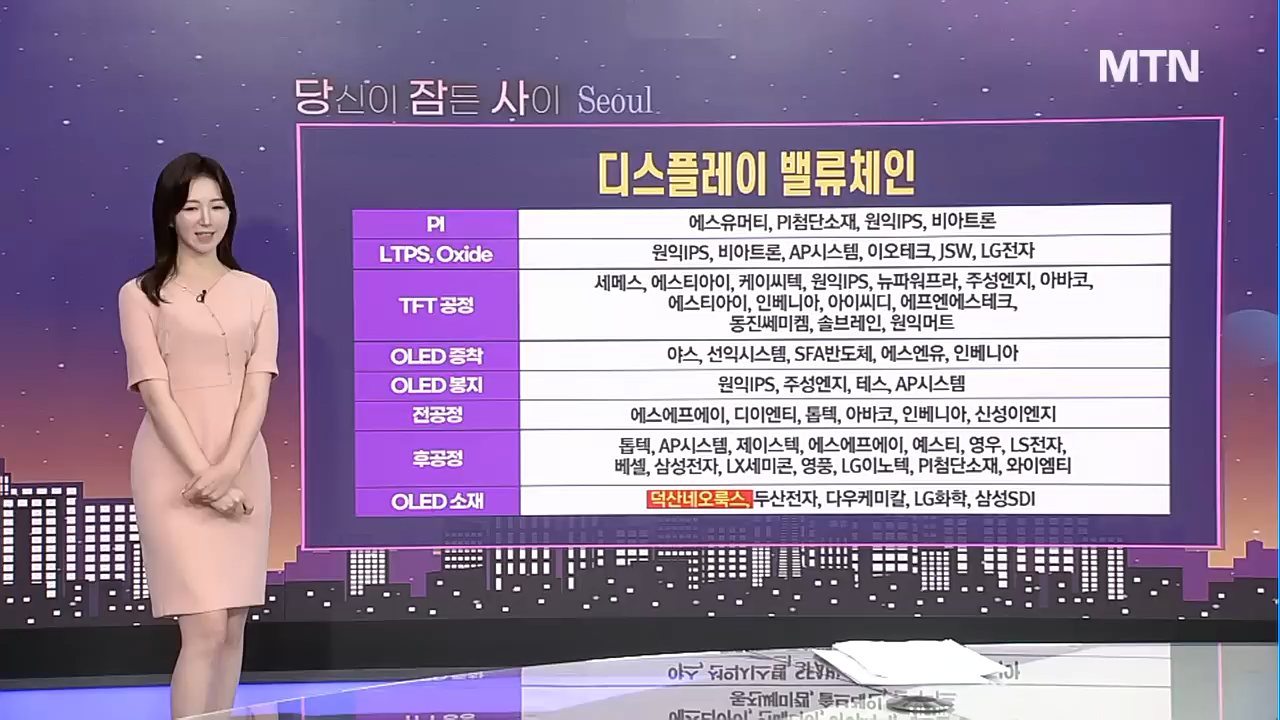 MTN
당신이 잠든 사이 Seoul
디스플레이 밸류체인
PI
에스유머티, PI첨단소재, 원익IPS, 비아트론
LTPS, Oxide
원익IPS, 비아트론, AP시스템, 이오테크, JSW, LG전자
TFT 공정
세메스, 에스티아이, 케이씨텍, 원익IPS, 뉴파워프라, 주성엔지, 아바코,
에스티아이, 인베니아, 아이씨디, 에프엔에스테크,
동진쎄미켐, 솔브레인, 원익머트
OLED 증착
야스, 선익시스템, SFA반도체, 에스엔유, 인베니아
OLED 봉지
원익IPS, 주성엔지, 테스, AP시스템
전공정
에스에프에이, 디이엔티, 톱텍, 아바코, 인베니아, 신성이엔지
후공정
톱텍, AP시스템, 제이스텍, 에스에프에이, 예스티, 영우, LS전자,
베셀, 삼성전자, LX세미콘, 영풍, LG이노텍, PI첨단소재, 와이엠티
OLED 소재
덕산네오룩스, 두산전자, 다우케미칼, LG화학, 삼성SDI